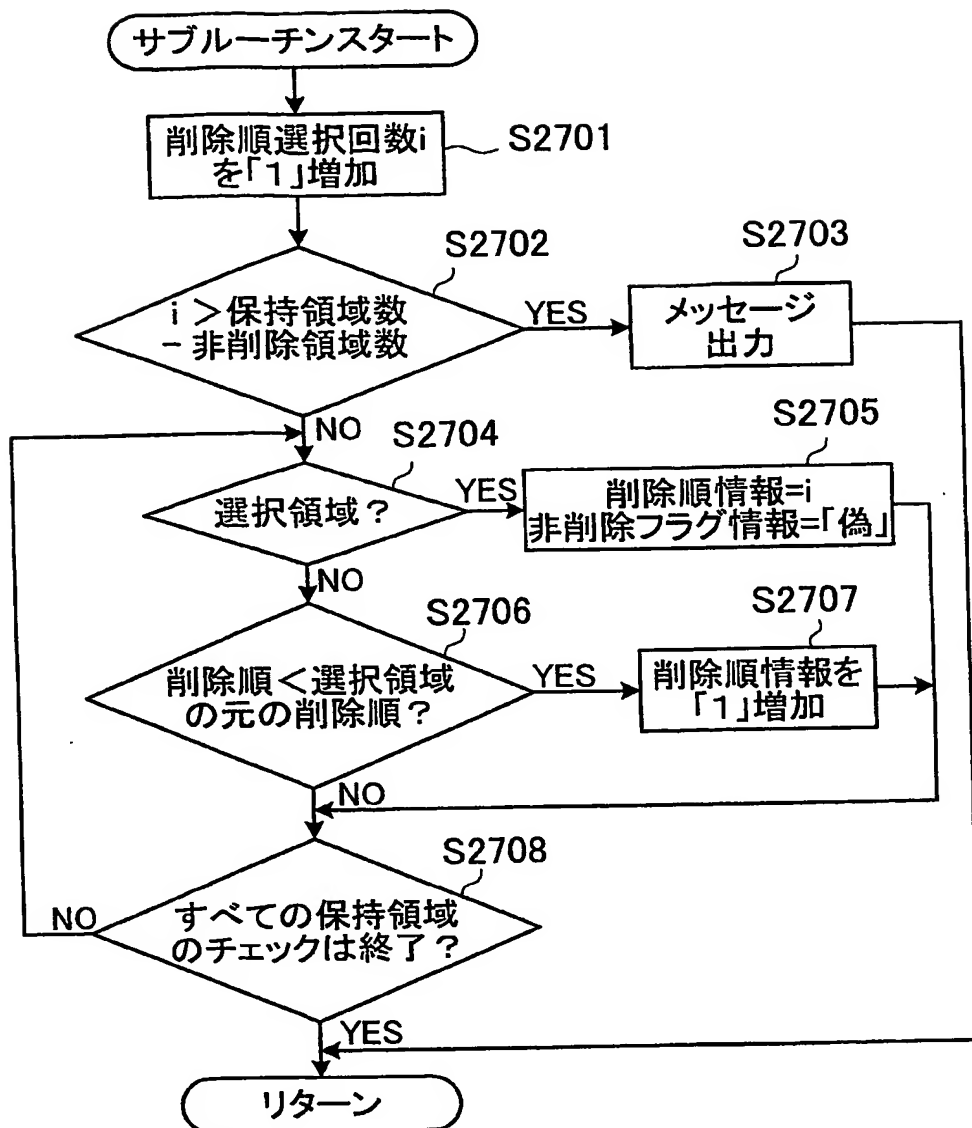 サブルーチンスタート
削除順選択回数i
を「1」増加
S2701
S2702
i＞保持領域数
－非削除領域数
YES
S2703
メッセージ
出力
NO
S2704
選択領域？
YES
S2705
削除順情報=i
非削除フラグ情報=「偽」
NO
S2706
削除順＜選択領域
の元の削除順？
YES
S2707
削除順情報を
「1」増加
NO
S2708
すべての保持領域
のチェックは終了？
NO
YES
リターン